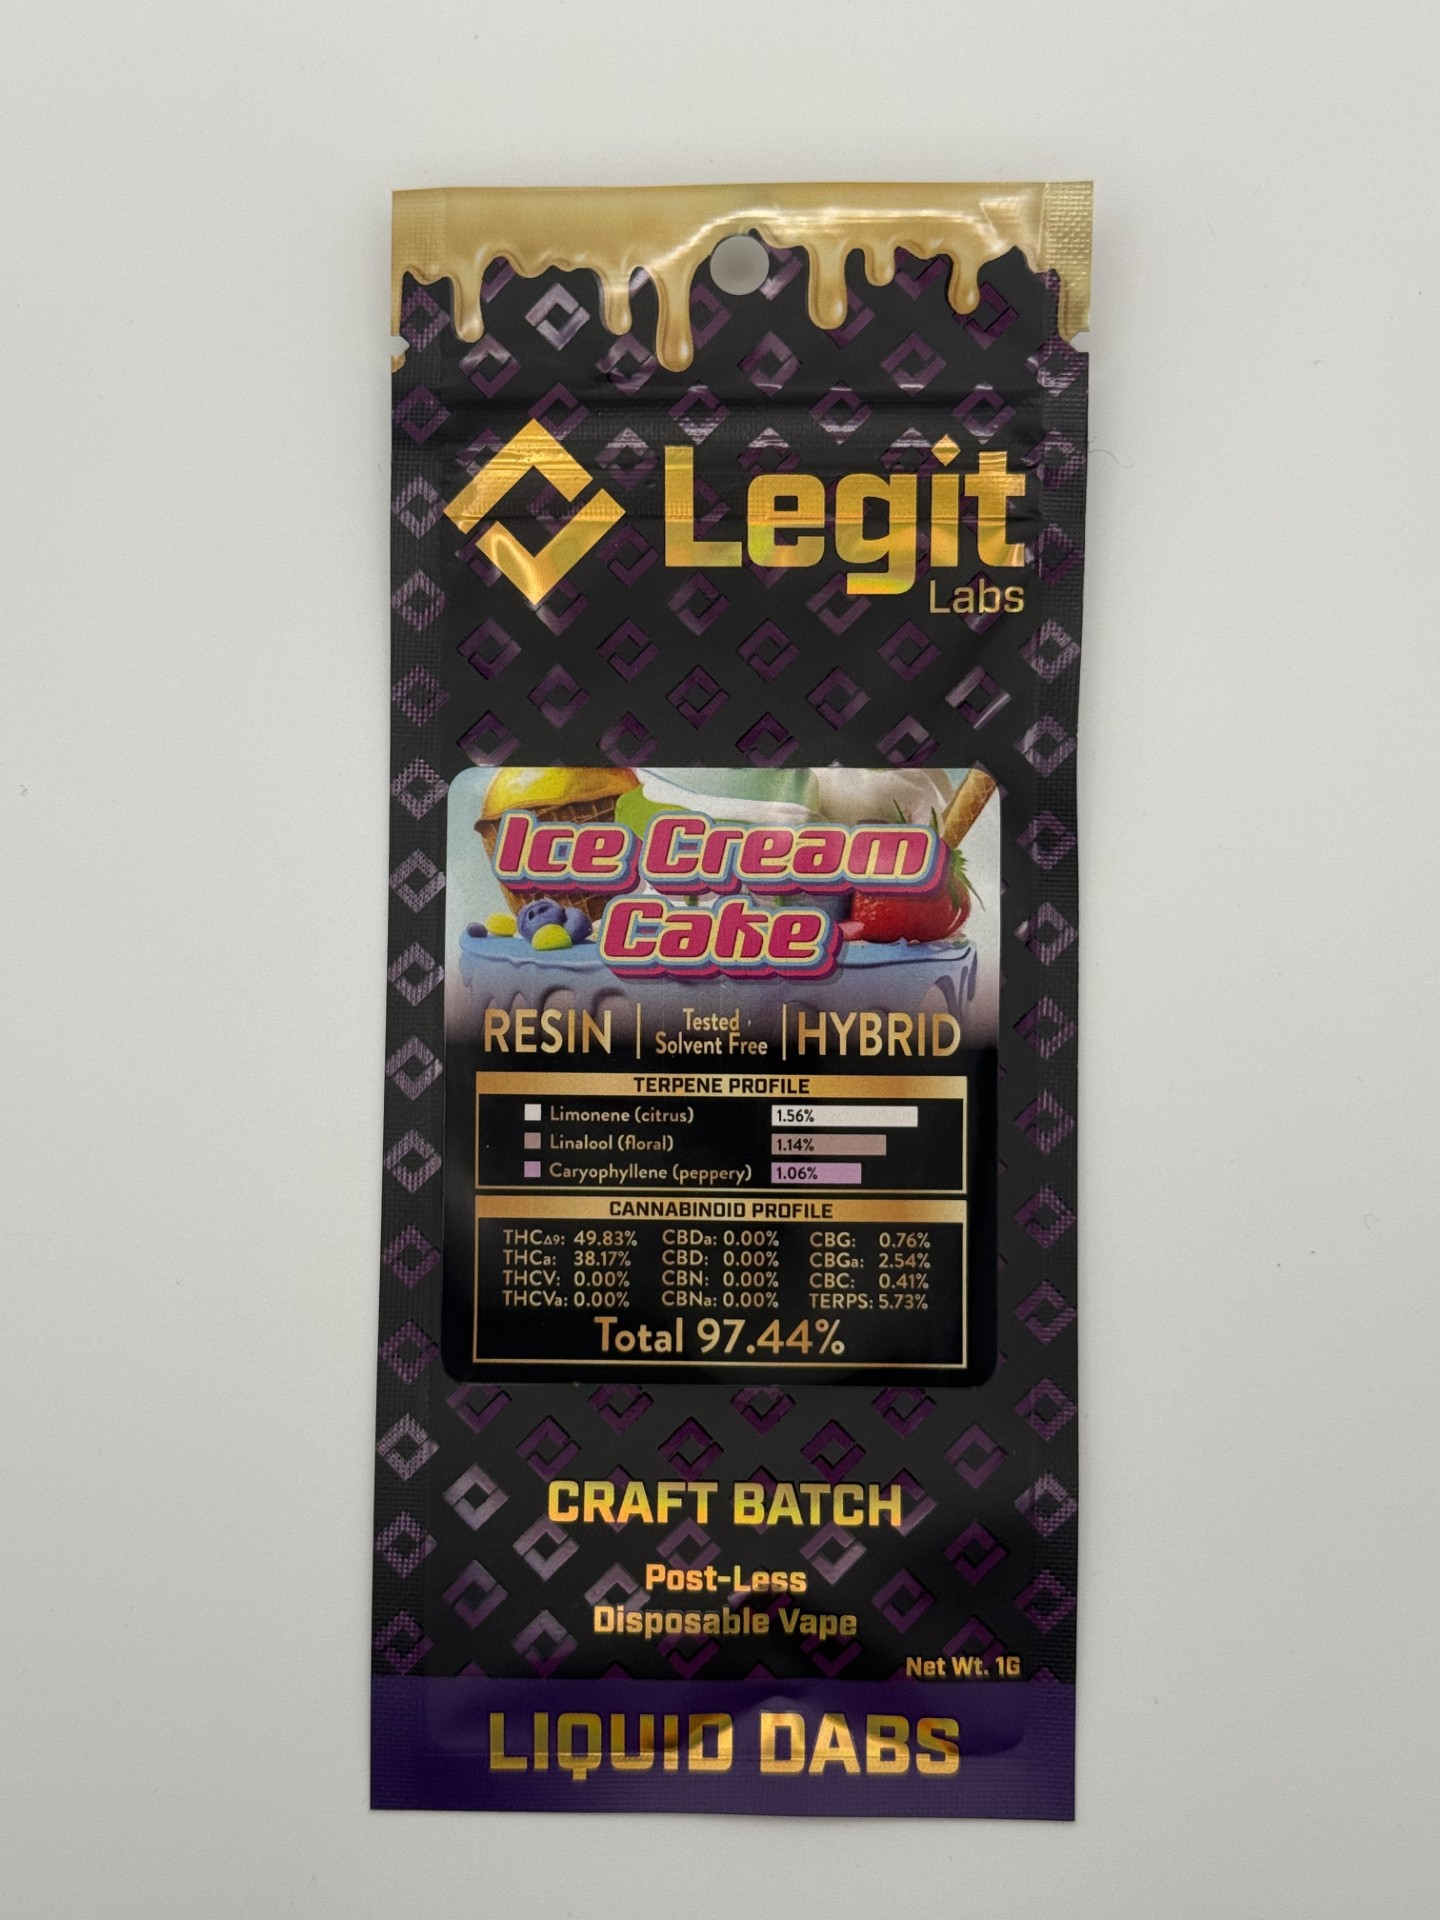 Legit
Labs
Ice Cream
Cake
RESIN | Tested Solvent Free | HYBRID
TERPENE PROFILE
Limonene (citrus) 1.56%
Linalool (floral) 1.14%
Caryophyllene (peppery) 1.06%
CANNABINOID PROFILE
THCΔ9: 49.83% CBDa: 0.00% CBG: 0.76%
THCa: 38.17% CBD: 0.00% CBGa: 2.54%
THCV: 0.00% CBN: 0.00% CBC: 0.41%
THCVa: 0.00% CBNa: 0.00% TERPS: 5.73%
Total 97.44%
CRAFT BATCH
Post-Less
Disposable Vape
Net Wt. 1G
LIQUID DABS